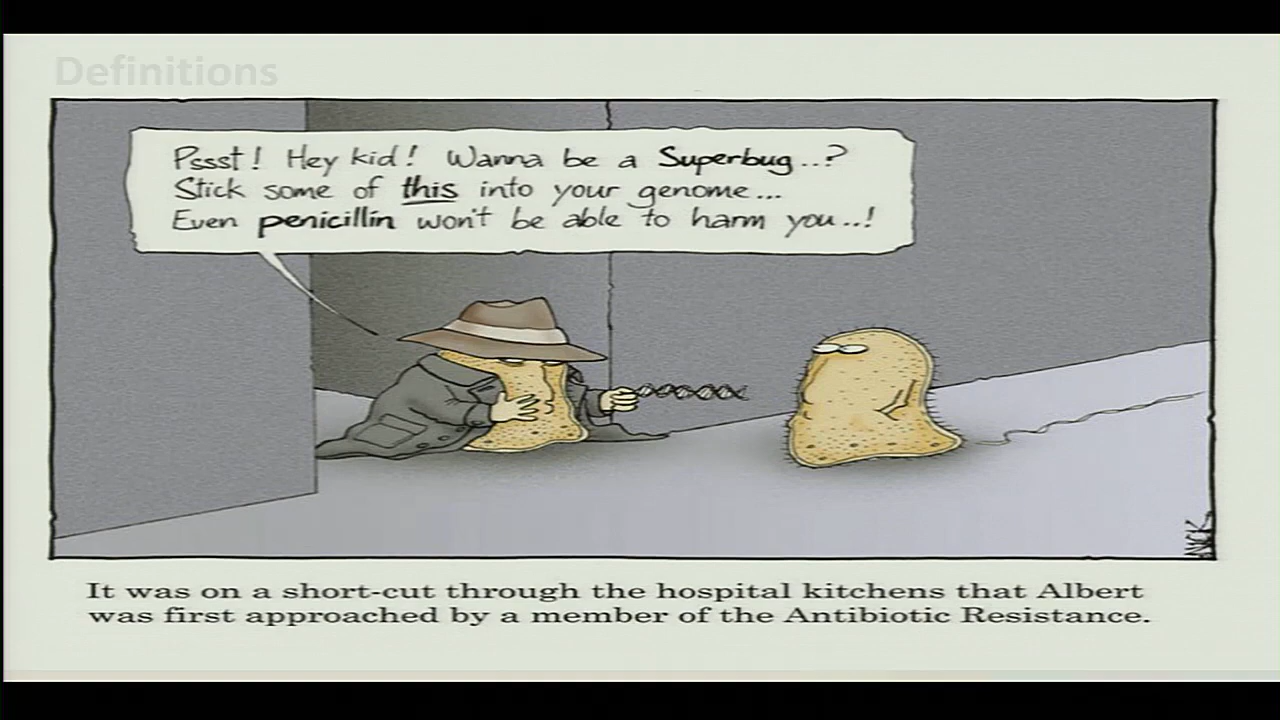 Definitions
Pssst! Hey kid! Wanna be a Superbug..?
Stick some of this into your genome...
Even penicillin won't be able to harm you..!
NICK
It was on a short-cut through the hospital kitchens that Albert
was first approached by a member of the Antibiotic Resistance.